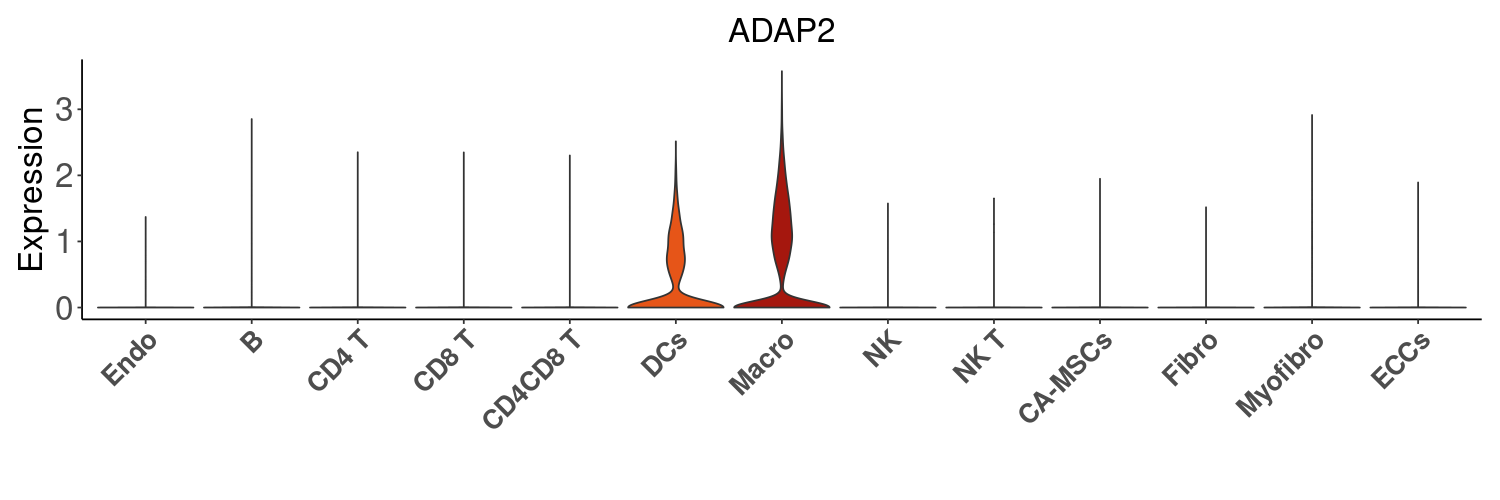 ADAP2
Expression
3
2
1
0
Endo
B
CD4 T
CD8 T
CD4CD8 T
DCs
Macro
NK
NK T
CA-MSCs
Fibro
Myofibro
ECCs